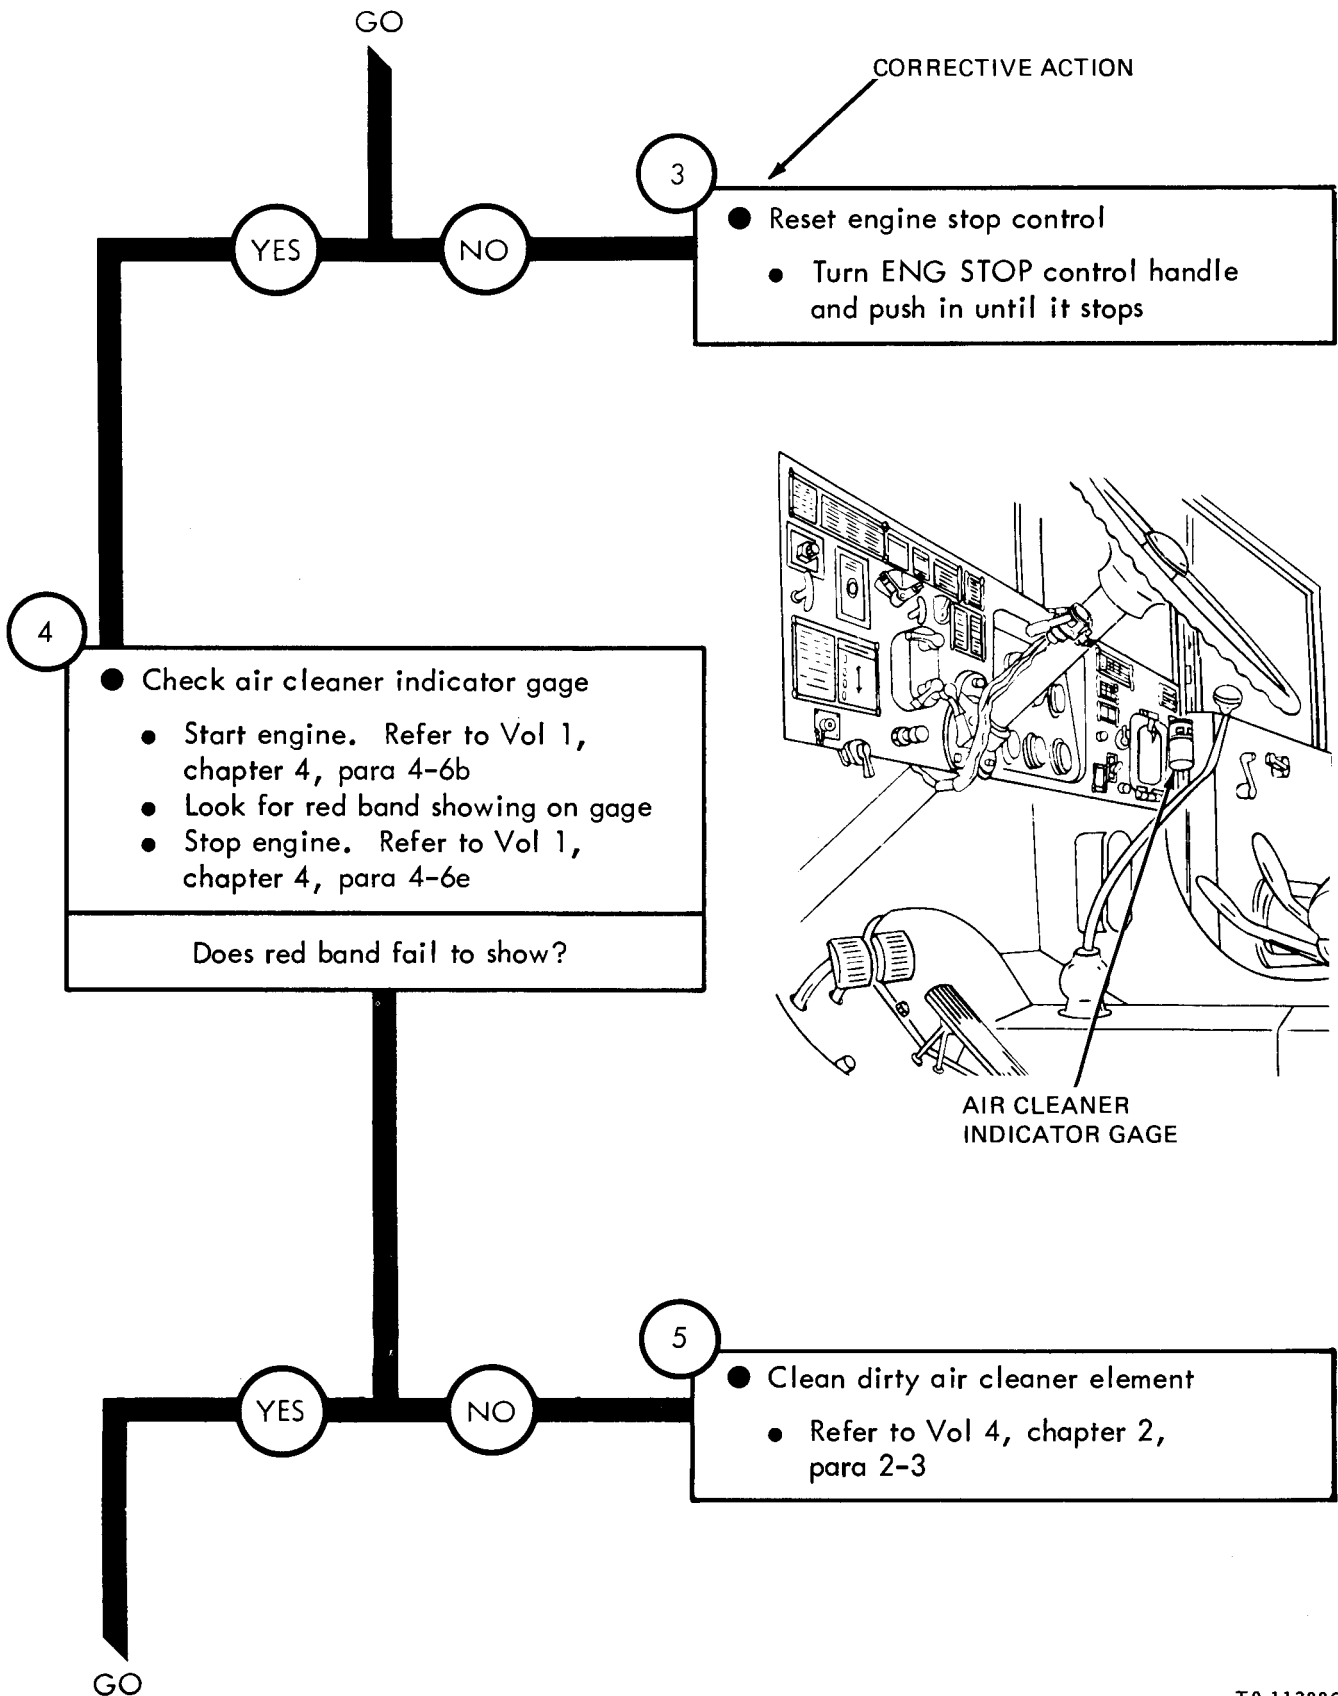 GO
CORRECTIVE ACTION
3
● Reset engine stop control
● Turn ENG STOP control handle
and push in until it stops
YES
NO
4
● Check air cleaner indicator gage
● Start engine. Refer to Vol 1,
chapter 4, para 4-6b
● Look for red band showing on gage
● Stop engine. Refer to Vol 1,
chapter 4, para 4-6e
Does red band fail to show?
AIR CLEANER
INDICATOR GAGE
YES
NO
5
● Clean dirty air cleaner element
● Refer to Vol 4, chapter 2,
para 2-3
GO